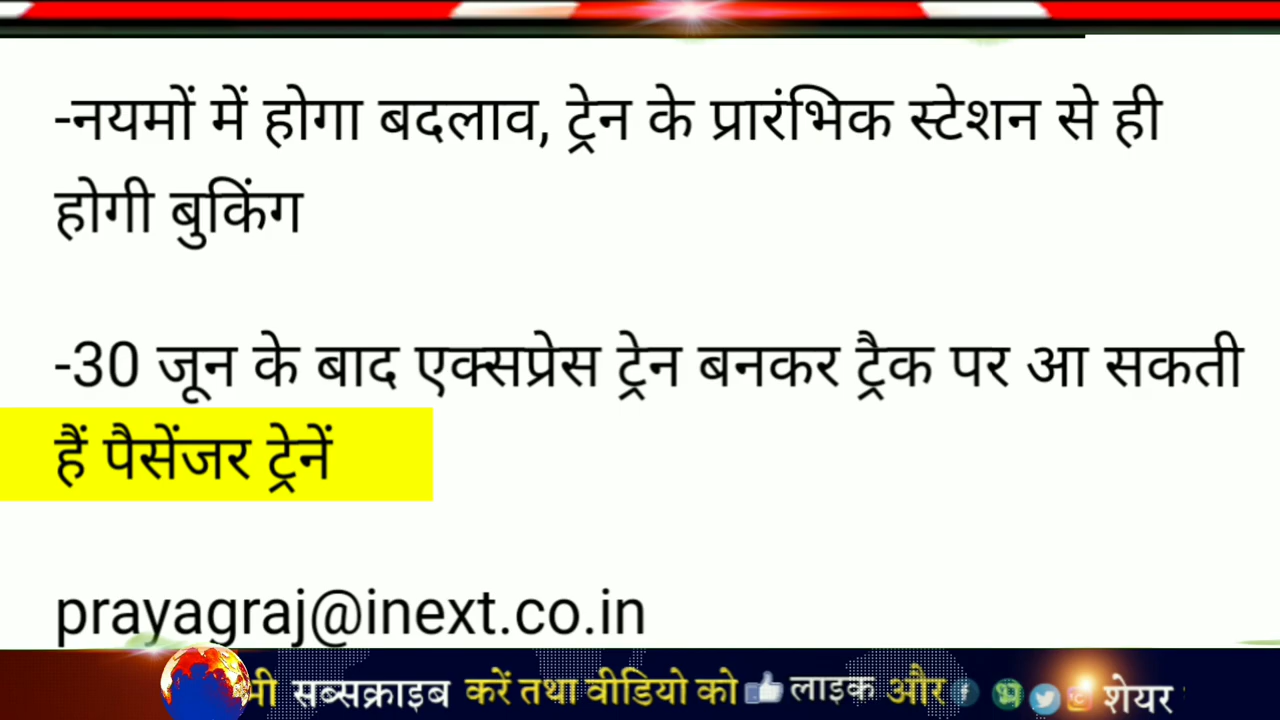 -नयमों में होगा बदलाव, ट्रेन के प्रारंभिक स्टेशन से ही
होगी बुकिंग
-30 जून के बाद एक्सप्रेस ट्रेन बनकर ट्रैक पर आ सकती
हैं पैसेंजर ट्रेनें
prayagraj@inext.co.in
सब्सक्राइब करें तथा वीडियो को लाइक और शेयर